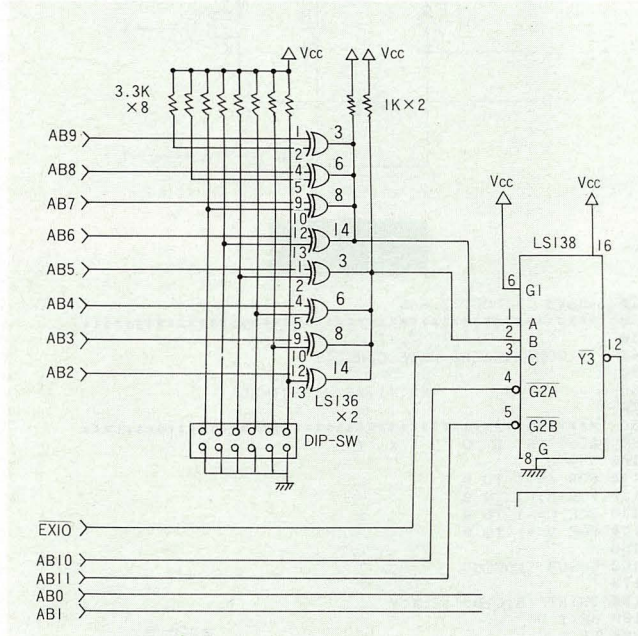 Vcc
Vcc
3.3K
×8
1K×2
AB9
1
2
3
AB8
4
5
6
AB7
9
10
8
AB6
12
13
14
AB5
1
2
3
AB4
4
5
6
AB3
9
10
8
AB2
12
13
14
LS136
×2
DIP-SW
Vcc
Vcc
LS138
16
6
G1
1
A
2
B
3
C
4
G2A
5
G2B
8
G
Y3
12
EXIO
AB10
AB11
AB0
AB1